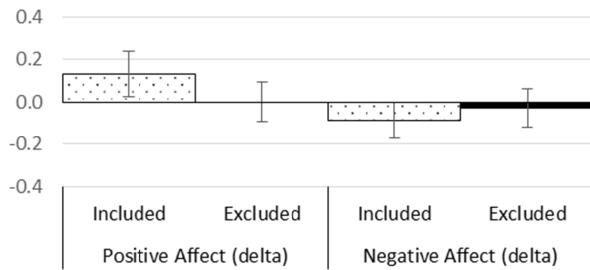 0.4
0.2
0.0
-0.2
-0.4
Included Excluded Included Excluded
Positive Affect (delta) Negative Affect (delta)